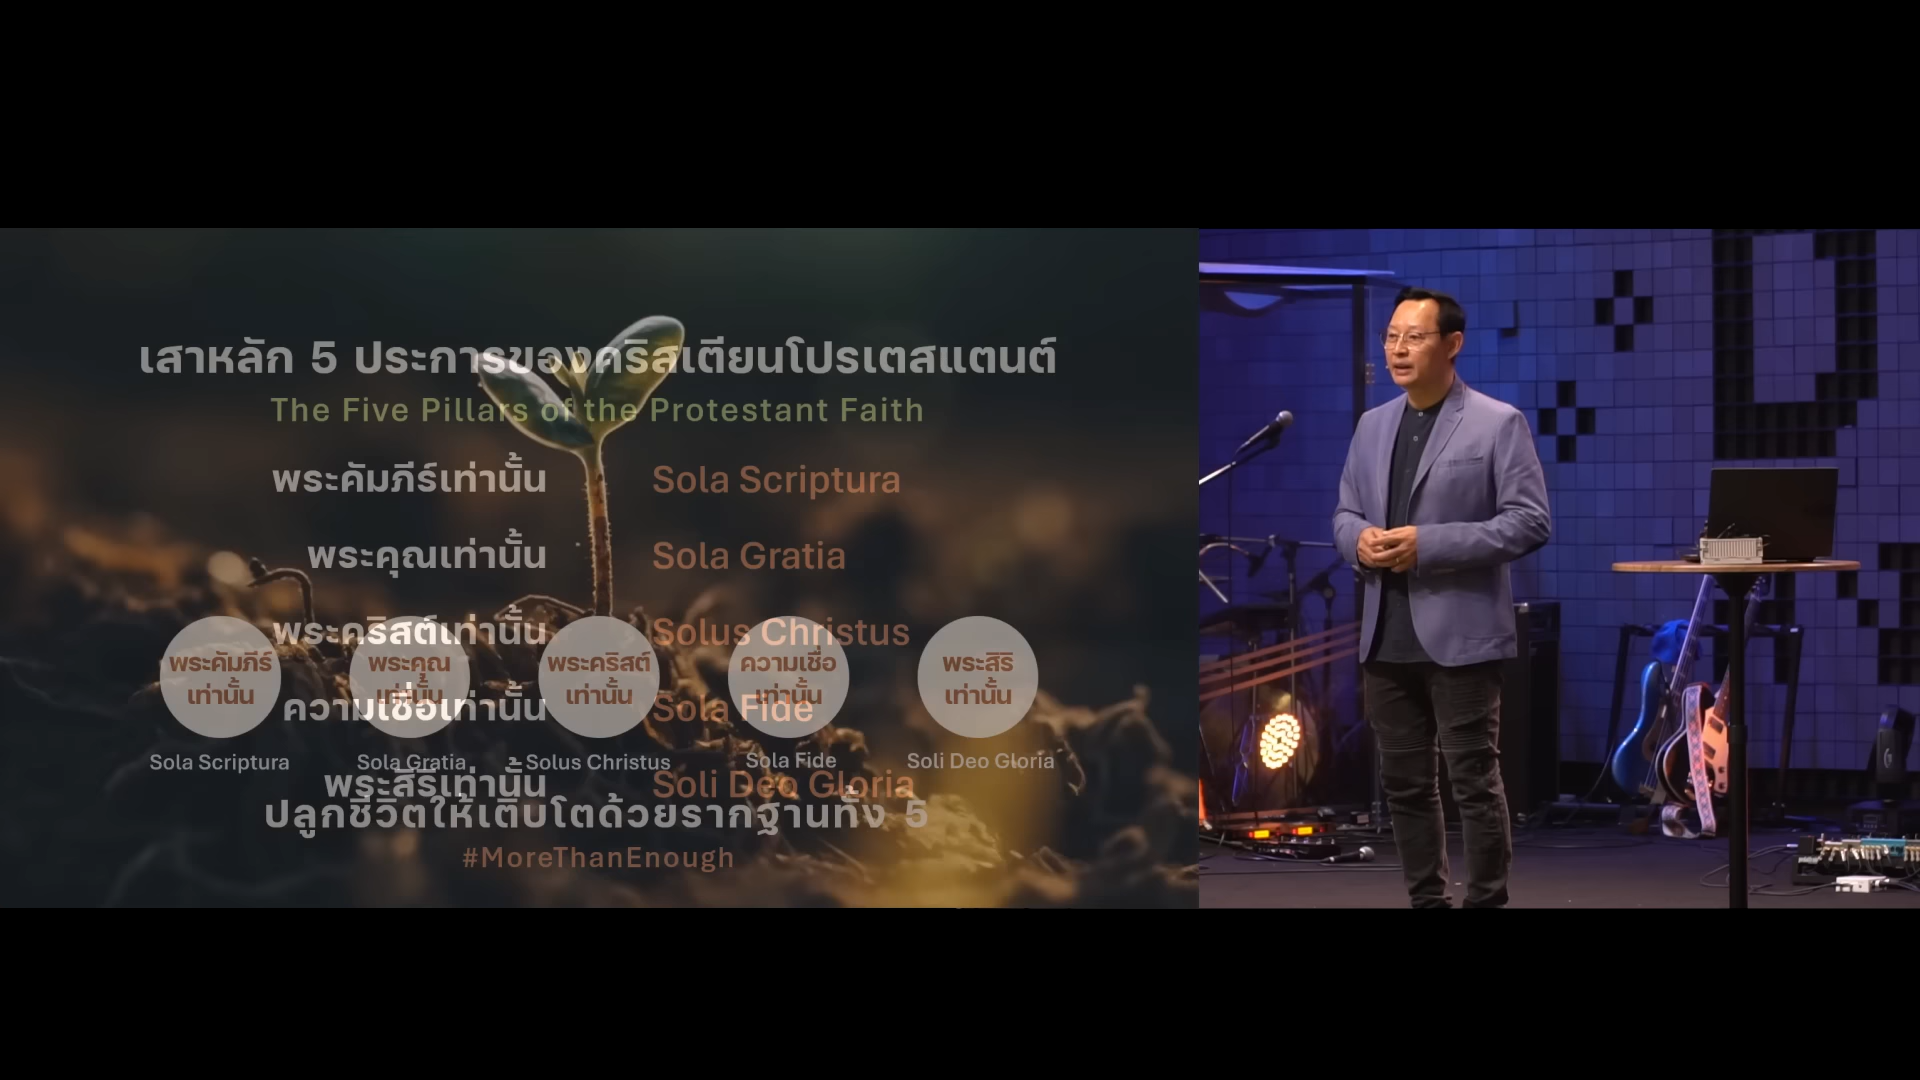 เสาหลัก 5 ประการของคริสเตียนโปรเตสแตนต์
The Five Pillars of the Protestant Faith
พระคัมภีร์เท่านั้น Sola Scriptura
พระคุณเท่านั้น Sola Gratia
พระคริสต์เท่านั้น Solus Christus
ความเชื่อเท่านั้น Sola Fide
พระสิริเท่านั้น Soli Deo Gloria
พระคัมภีร์
เท่านั้น
Sola Scriptura
พระคุณ
เท่านั้น
Sola Gratia
พระคริสต์
เท่านั้น
Solus Christus
ความเชื่อ
เท่านั้น
Sola Fide
พระสิริ
เท่านั้น
Soli Deo Gloria
ปลูกชีวิตให้เติบโตด้วยรากฐานทั้ง 5
#MoreThanEnough